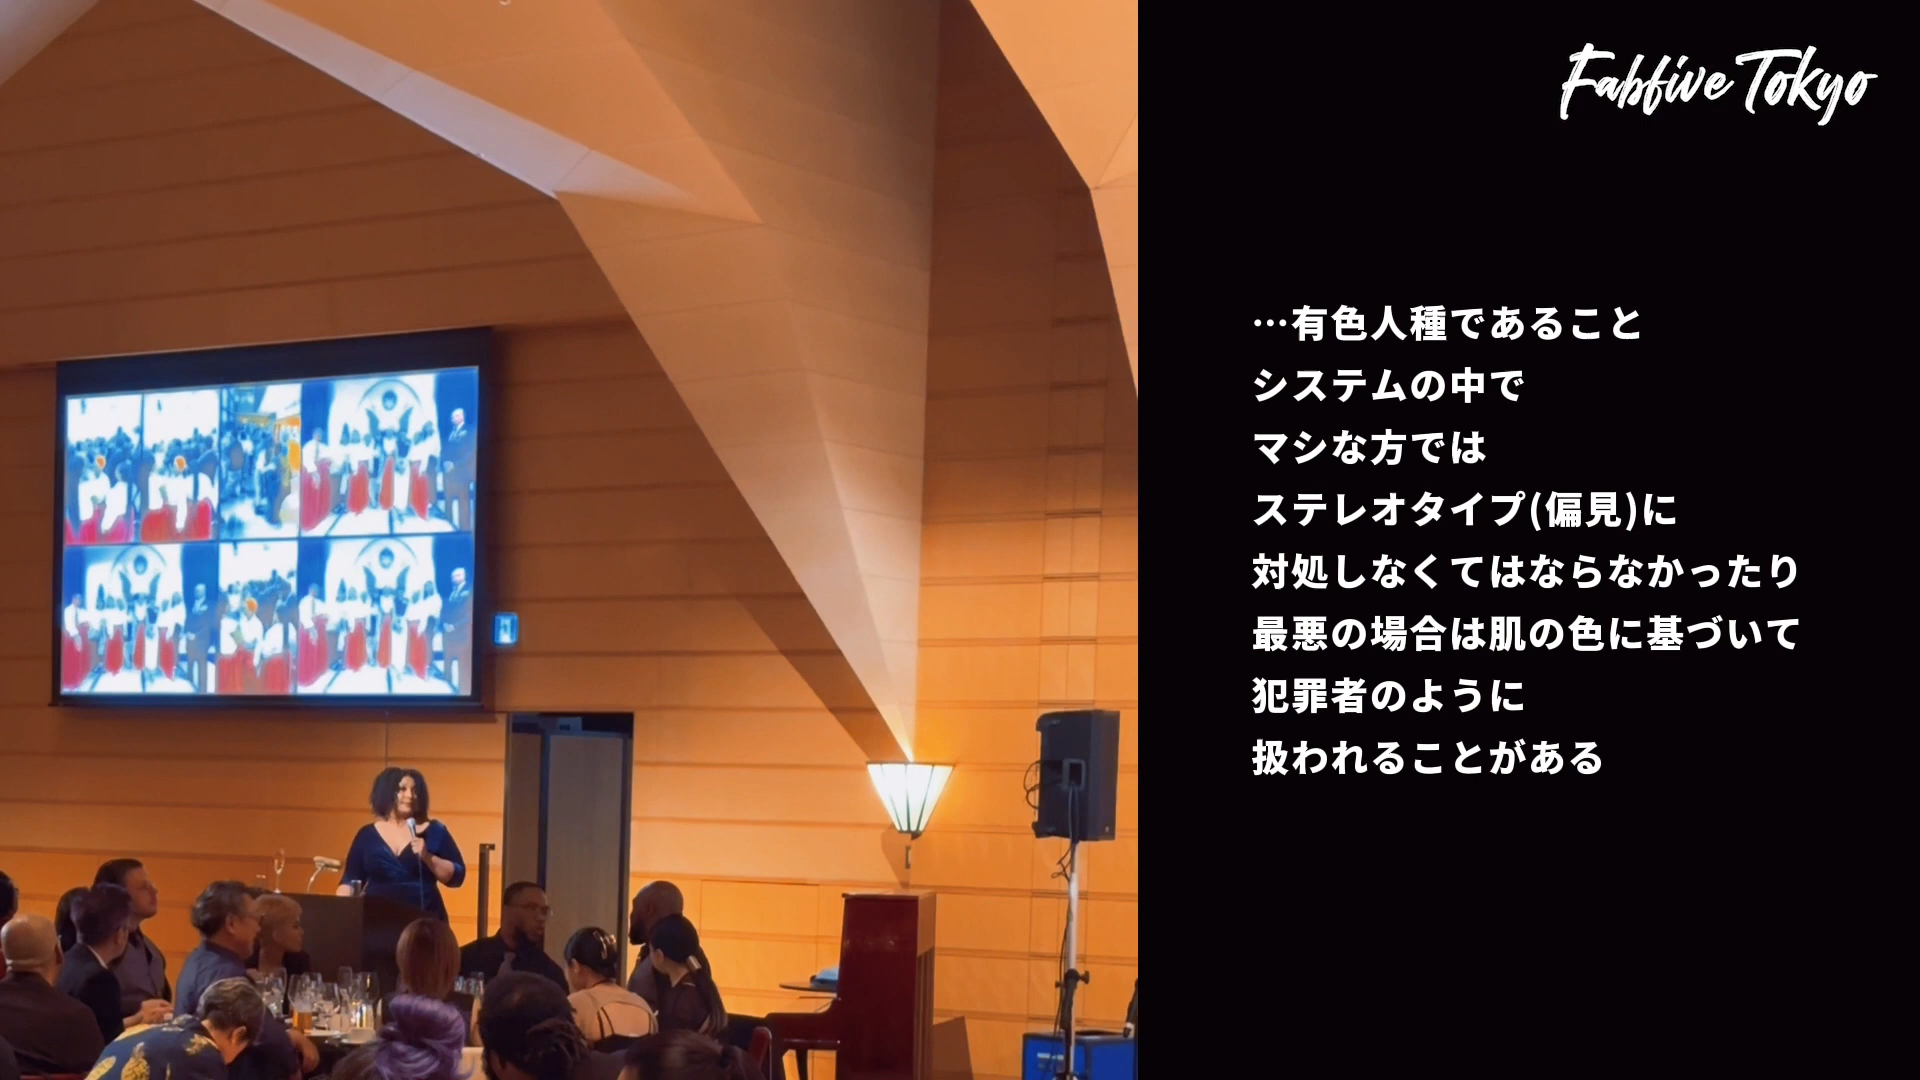 Fabfive Tokyo
…有色人種であること
システムの中で
マシな方では
ステレオタイプ(偏見)に
対処しなくてはならなかったり
最悪の場合は肌の色に基づいて
犯罪者のように
扱われることがある